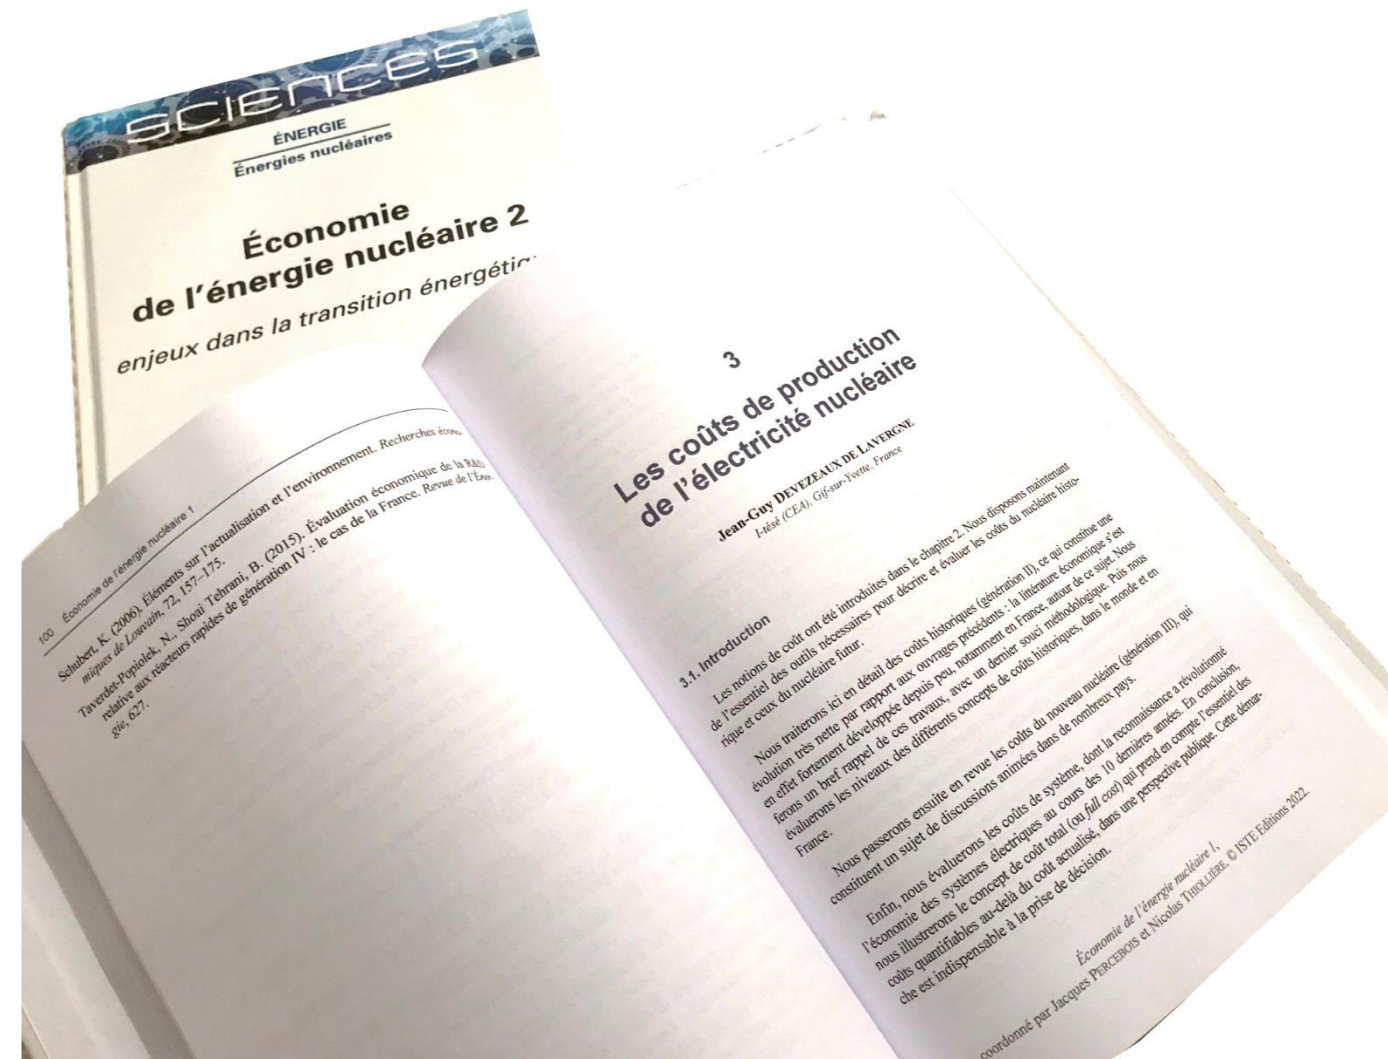 SCIENCES
ÉNERGIE
Énergies nucléaires
Économie
de l'énergie nucléaire 2
enjeux dans la transition
100 Économie de l'énergie nucléaire 1
Schubert, K. (2006). Éléments sur l'actualisation et l'environnement. Recherches écono-
miques de Louvain, 72, 157–175.
Taverdet-Popiolek, N., Shoai Tehrani, B. (2015). Évaluation économique de la R&D
relative aux réacteurs rapides de génération IV : le cas de la France. Revue de l'Éner-
gie, 627.
3
Les coûts de production
de l'électricité nucléaire
Jean-Guy DEVEZEAUX DE LAVERGNE
I-tésé (CEA), Gif-sur-Yvette, France
3.1. Introduction
Les notions de coût ont été introduites dans le chapitre 2. Nous disposons maintenant
de l'essentiel des outils nécessaires pour décrire et évaluer les coûts du nucléaire histo-
rique et ceux du nucléaire futur.
Nous traiterons ici en détail des coûts historiques (génération II), ce qui constitue une
évolution très nette par rapport aux ouvrages précédents : la littérature économique s'est
en effet fortement développée depuis peu, notamment en France, autour de ce sujet. Nous
ferons un bref rappel de ces travaux, avec un dernier souci méthodologique. Puis nous
évaluerons les niveaux des différents concepts de coûts historiques, dans le monde et en
France.
Nous passerons ensuite en revue les coûts du nouveau nucléaire (génération III), qui
constituent un sujet de discussions animées dans de nombreux pays.
Enfin, nous évaluerons les coûts de système, dont la reconnaissance a révolutionné
l'économie des systèmes électriques au cours des 10 dernières années. En conclusion,
nous illustrerons le concept de coût total (ou full cost) qui prend en compte l'essentiel des
coûts quantifiables au-delà du coût actualisé, dans une perspective publique. Cette démar-
che est indispensable à la prise de décision.
Économie de l'énergie nucléaire 1,
coordonné par Jacques PERCEBOIS et Nicolas THIOLLIÈRE. © ISTE Editions 2022.